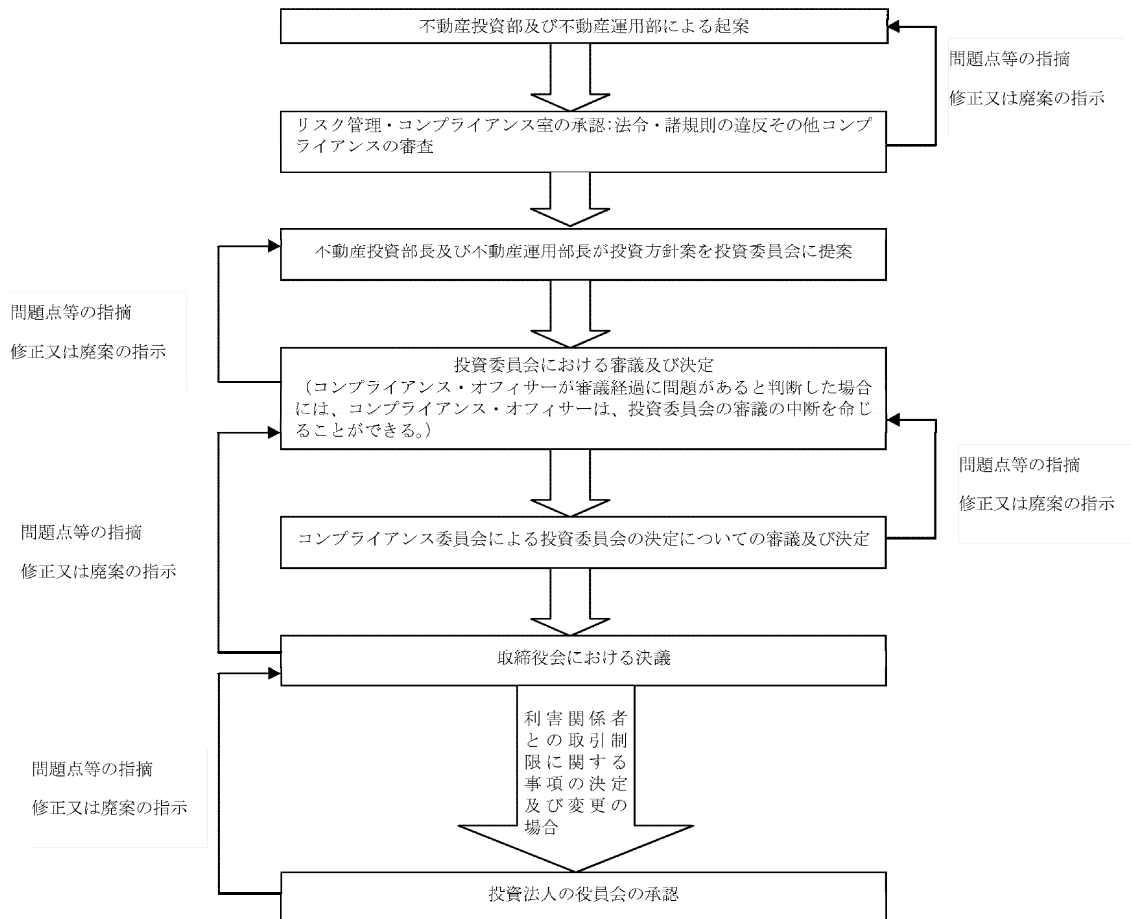 不動産投資部及び不動産運用部による起案
問題点等の指摘
修正又は廃案の指示
リスク管理・コンプライアンス室の承認:法令・諸規則の違反その他コンプ
ライアンスの審査
不動産投資部長及び不動産運用部長が投資方針案を投資委員会に提案
問題点等の指摘
修正又は廃案の指示
投資委員会における審議及び決定
（コンプライアンス・オフィサーが審議経過に問題があると判断した場合
には、コンプライアンス・オフィサーは、投資委員会の審議の中断を命じ
ることができる。）
問題点等の指摘
修正又は廃案の指示
問題点等の指摘
修正又は廃案の指示
コンプライアンス委員会による投資委員会の決定についての審議及び決定
取締役会における決議
利害関係者
との取引制
限に関する
事項の決定
及び変更の
場合
問題点等の指摘
修正又は廃案の指示
投資法人の役員会の承認